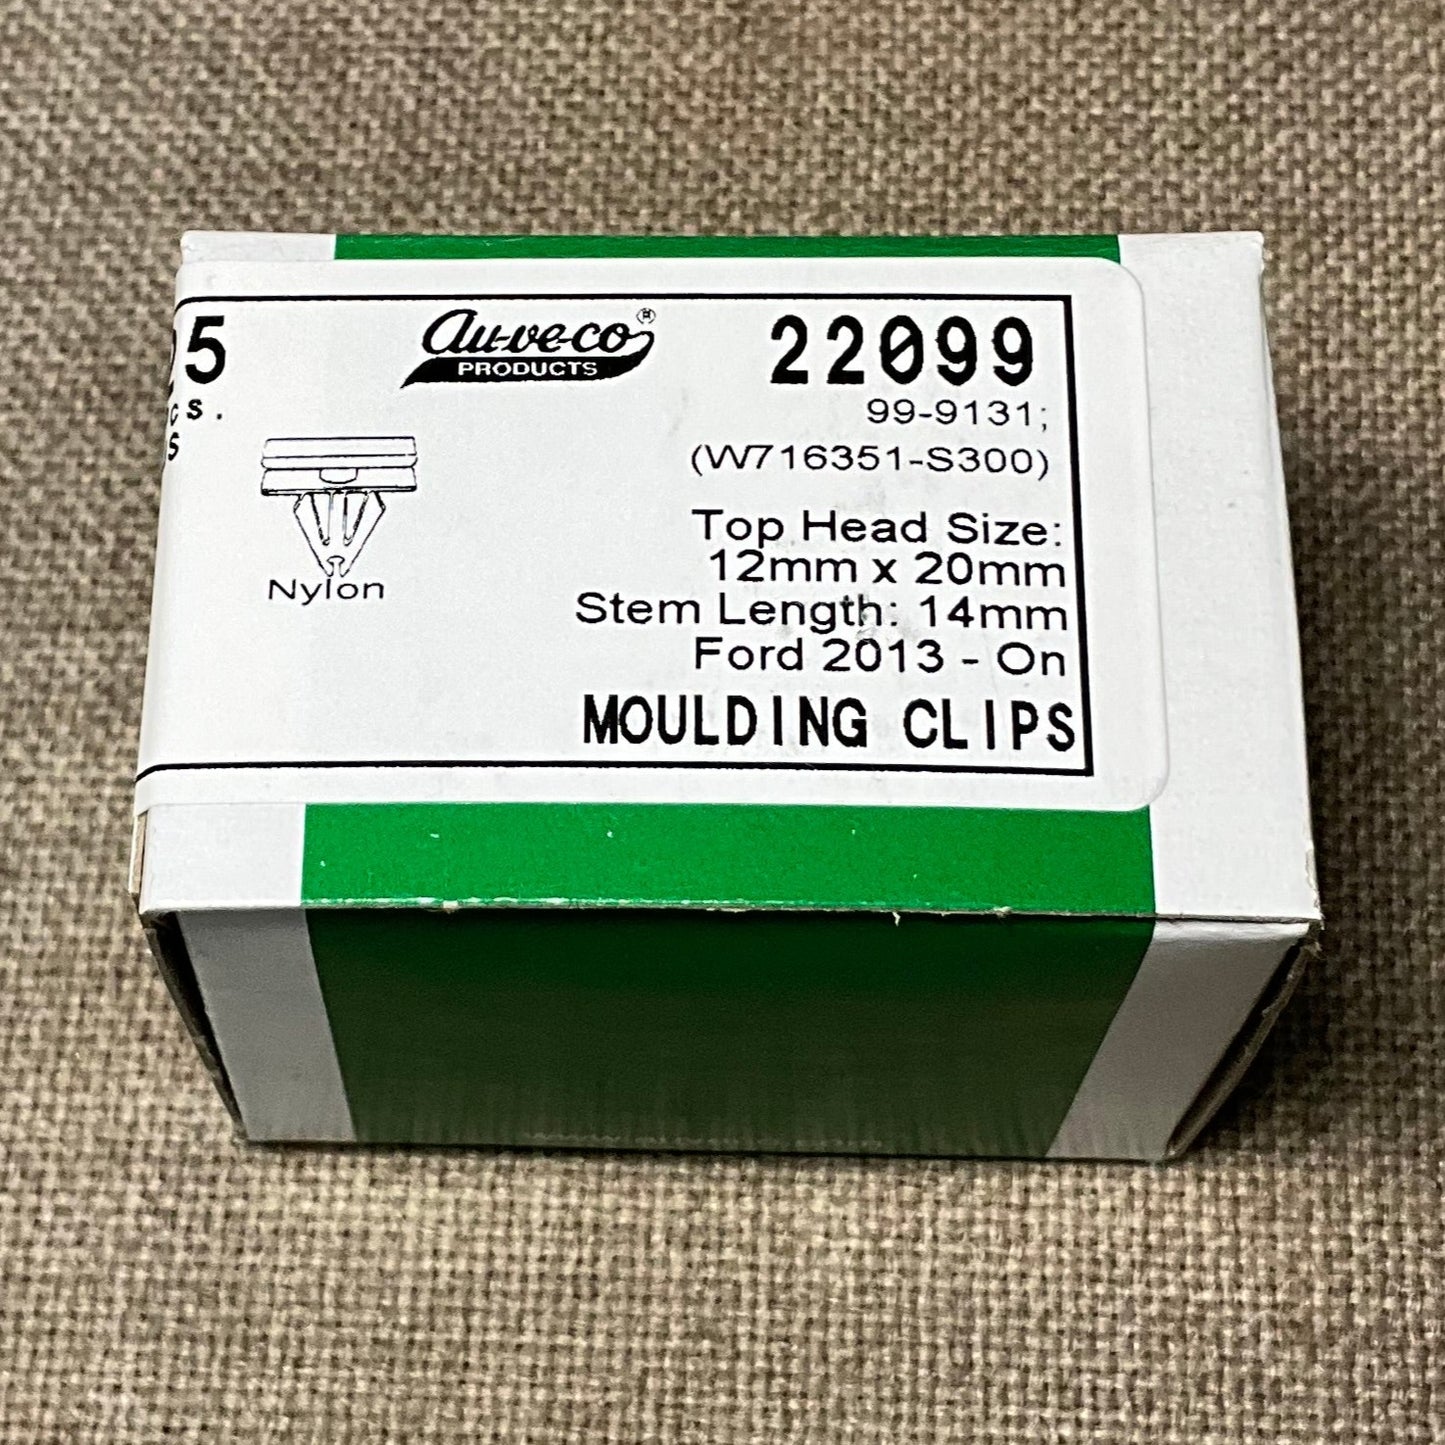 25
au-ve-co®
PRODUCTS
22099
99-9131;
(W716351-S300)
Nylon
Top Head Size:
12mm x 20mm
Stem Length: 14mm
Ford 2013 - On
MOULDING CLIPS